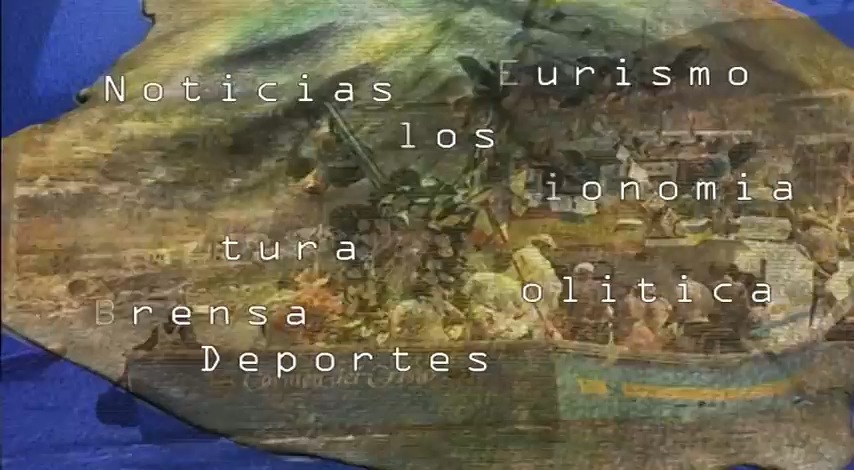 Noticias
Eurismo
los
ionomia
tura
olitica
Brensa
Deportes